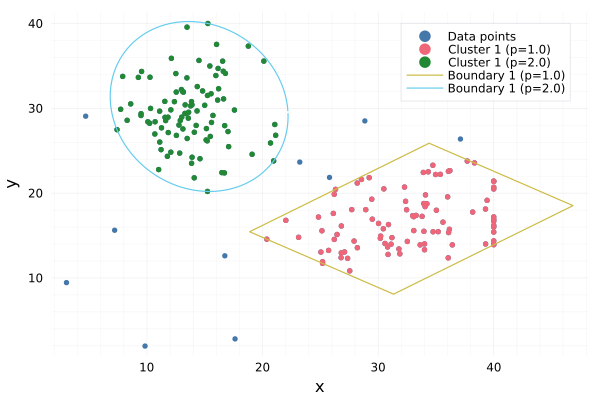 40
30
20
10
y
10
20
30
40
x
Data points
Cluster 1 (p=1.0)
Cluster 1 (p=2.0)
Boundary 1 (p=1.0)
Boundary 1 (p=2.0)